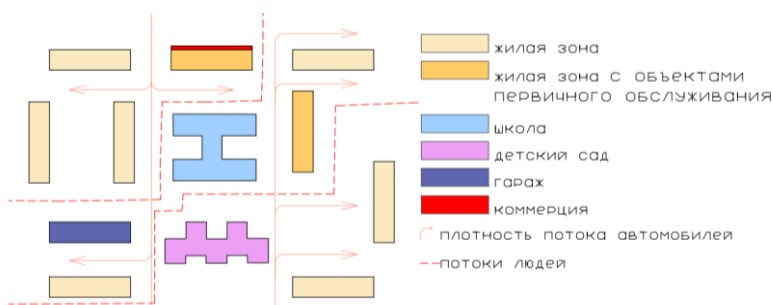 жилая зона
жилая зона с объектами
первичного обслуживания
школа
детский сад
гараж
коммерция
плотность потока автомобилей
потоки людей